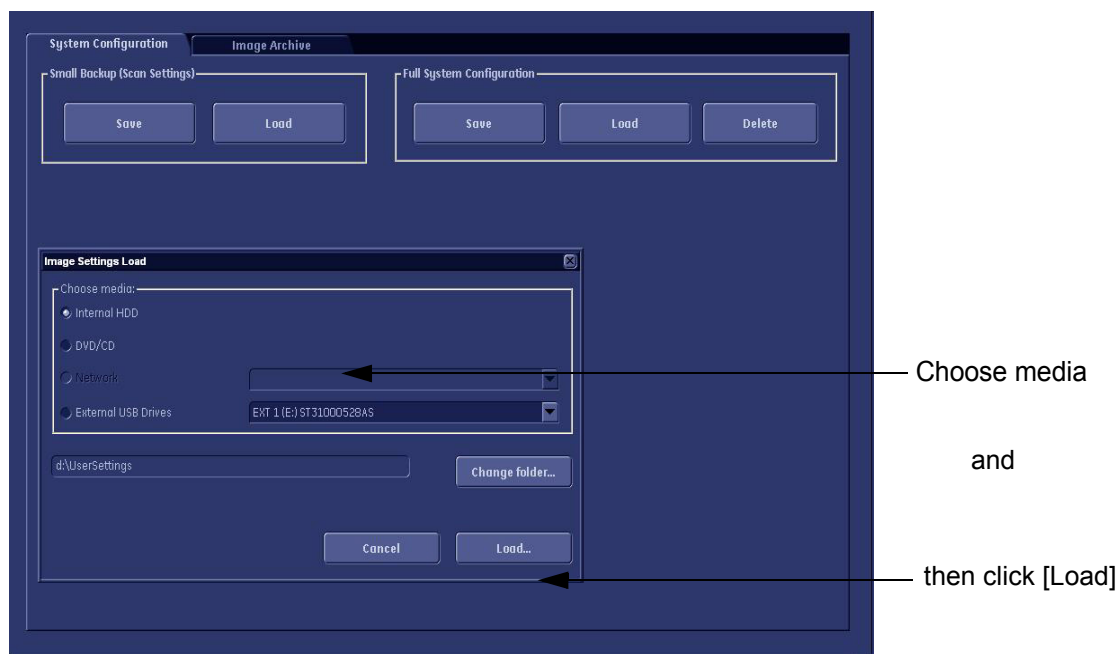 System Configuration
Image Archive
Small Backup (Scan Settings)
Save
Load
Full System Configuration
Save
Load
Delete
Image Settings Load
Choose media:
Internal HDD
DVD/CD
Network
External USB Drives
EXT 1 (E:) ST31000528AS
d:\UserSettings
Change folder...
Cancel
Load...
Choose media
and
then click [Load]